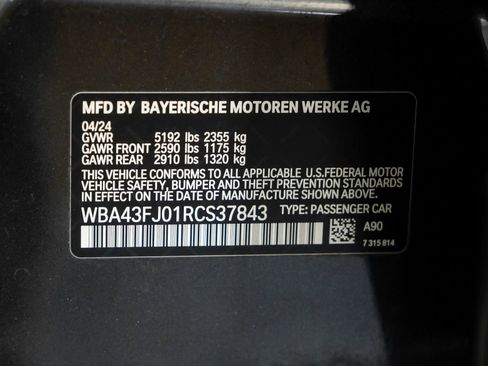 MFD BY BAYERISCHE MOTOREN WERKE AG
04/24
GVWR 5192 lbs 2355 kg
GAWR FRONT 2590 lbs 1175 kg
GAWR REAR 2910 lbs 1320 kg
THIS VEHICLE CONFORMS TO ALL APPLICABLE U.S.FEDERAL MOTOR
VEHICLE SAFETY, BUMPER, AND THEFT PREVENTION STANDARDS
IN EFFECT ON THE DATE OF MANUFACTURE SHOWN ABOVE.
WBA43FJ01RCS37843 TYPE: PASSENGER CAR
A90
7 315 814